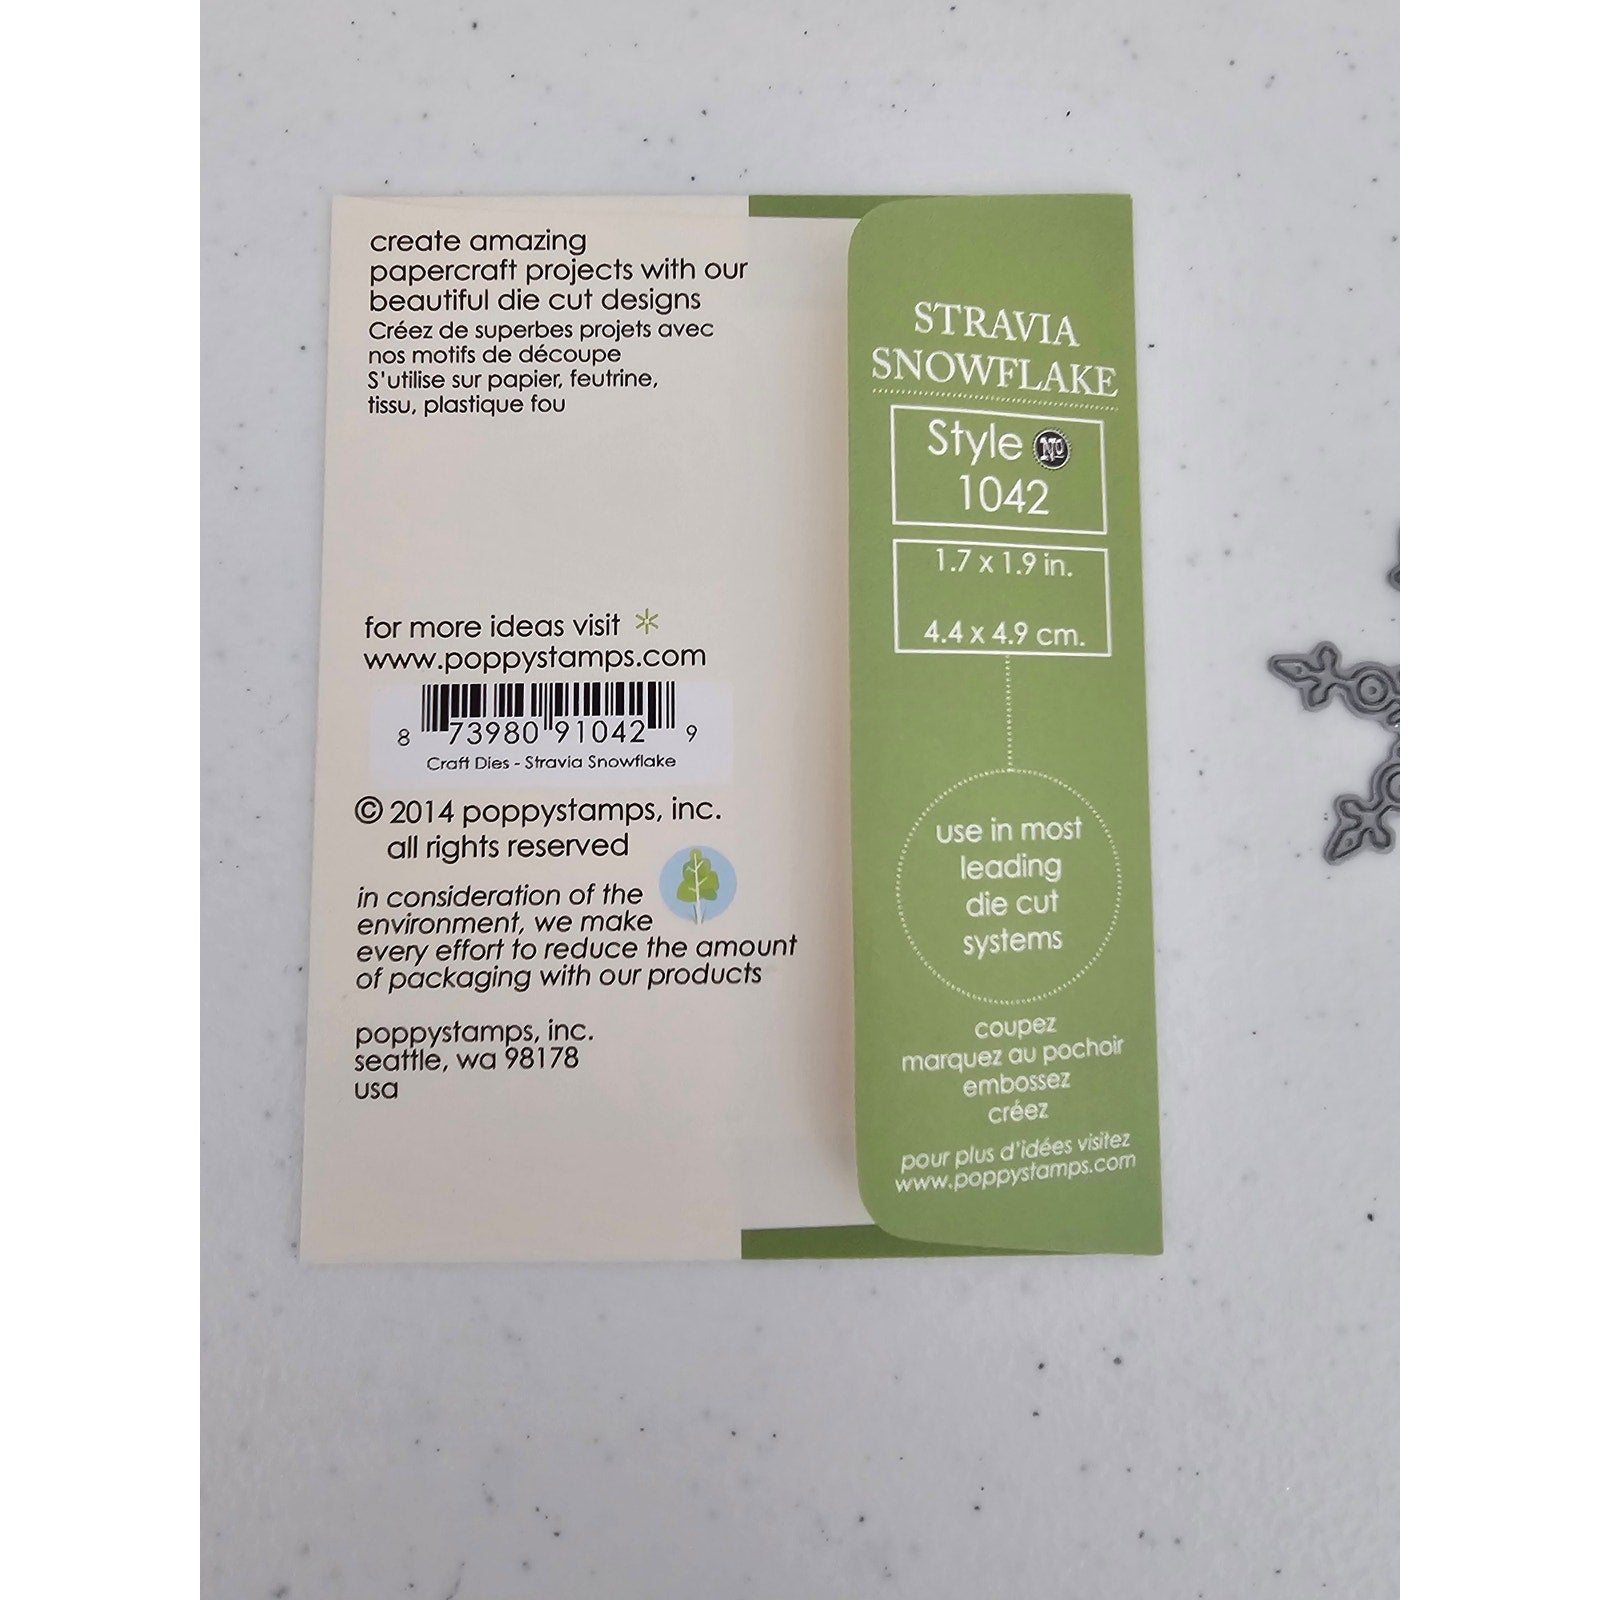 create amazing
papercraft projects with our
beautiful die cut designs
Créez de superbes projets avec
nos motifs de découpe
S'utilise sur papier, feutrine,
tissu, plastique fou
for more ideas visit
www.poppystamps.com
8 73980 91042 9
Craft Dies - Stravia Snowflake
© 2014 poppystamps, inc.
all rights reserved
in consideration of the
environment, we make
every effort to reduce the amount
of packaging with our products
poppystamps, inc.
seattle, wa 98178
usa
STRAVIA
SNOWFLAKE
Style No
1042
1.7 x 1.9 in.
4.4 x 4.9 cm.
use in most
leading
die cut
systems
coupez
marquez au pochoir
embossez
créez
pour plus d'idées visitez
www.poppystamps.com